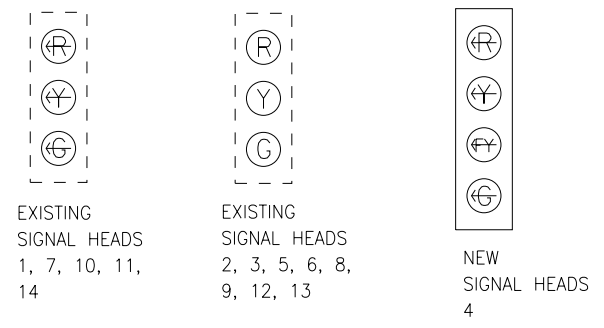 R
Y
G
EXISTING
SIGNAL HEADS
1, 7, 10, 11,
14
R
Y
G
EXISTING
SIGNAL HEADS
2, 3, 5, 6, 8,
9, 12, 13
R
Y
FY
G
NEW
SIGNAL HEADS
4